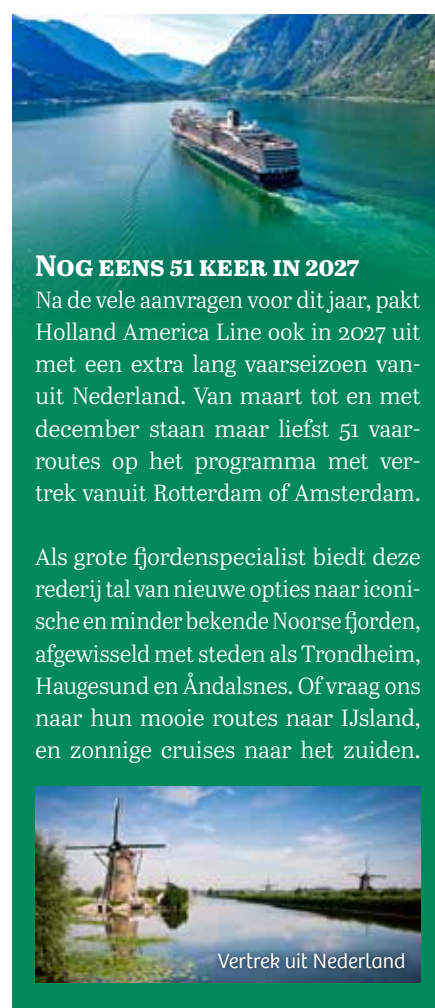 Nog eens 51 keer in 2027
Na de vele aanvragen voor dit jaar, pakt
Holland America Line ook in 2027 uit
met een extra lang vaarseizoen van-
uit Nederland. Van maart tot en met
december staan maar liefst 51 vaar-
routes op het programma met ver-
trek vanuit Rotterdam of Amsterdam.

Als grote fjordenspecialist biedt deze
rederij tal van nieuwe opties naar iconi-
sche en minder bekende Noorse fjorden,
afgewisseld met steden als Trondheim,
Haugesund en Åndalsnes. Of vraag ons
naar hun mooie routes naar IJsland,
en zonnige cruises naar het zuiden.

Vertrek uit Nederland